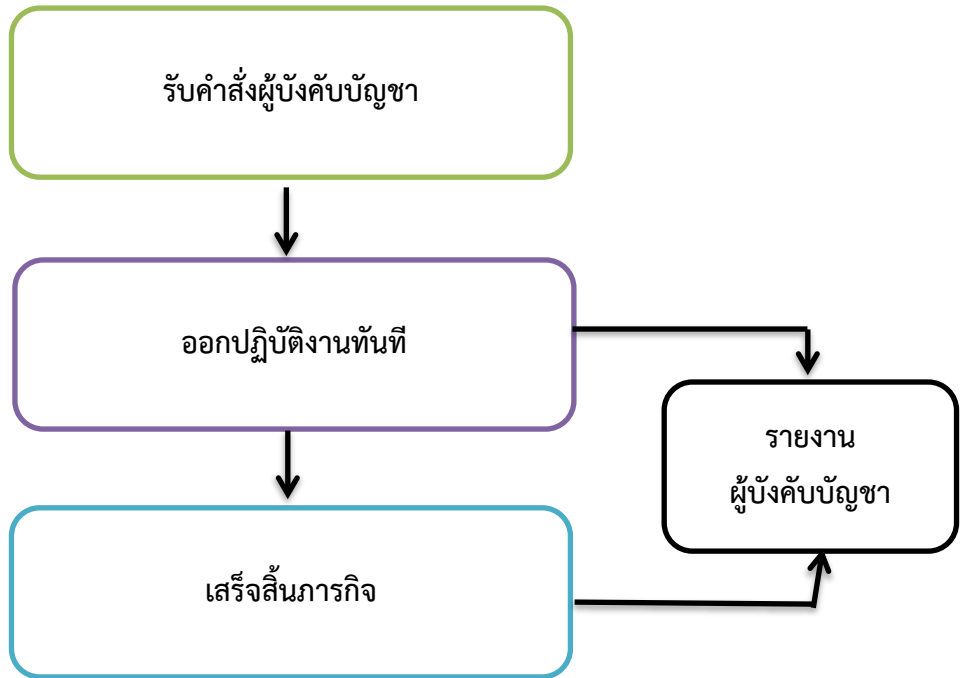 รับคำสั่งผู้บังคับบัญชา
ออกปฏิบัติงานทันที
รายงาน
ผู้บังคับบัญชา
เสร็จสิ้นภารกิจ